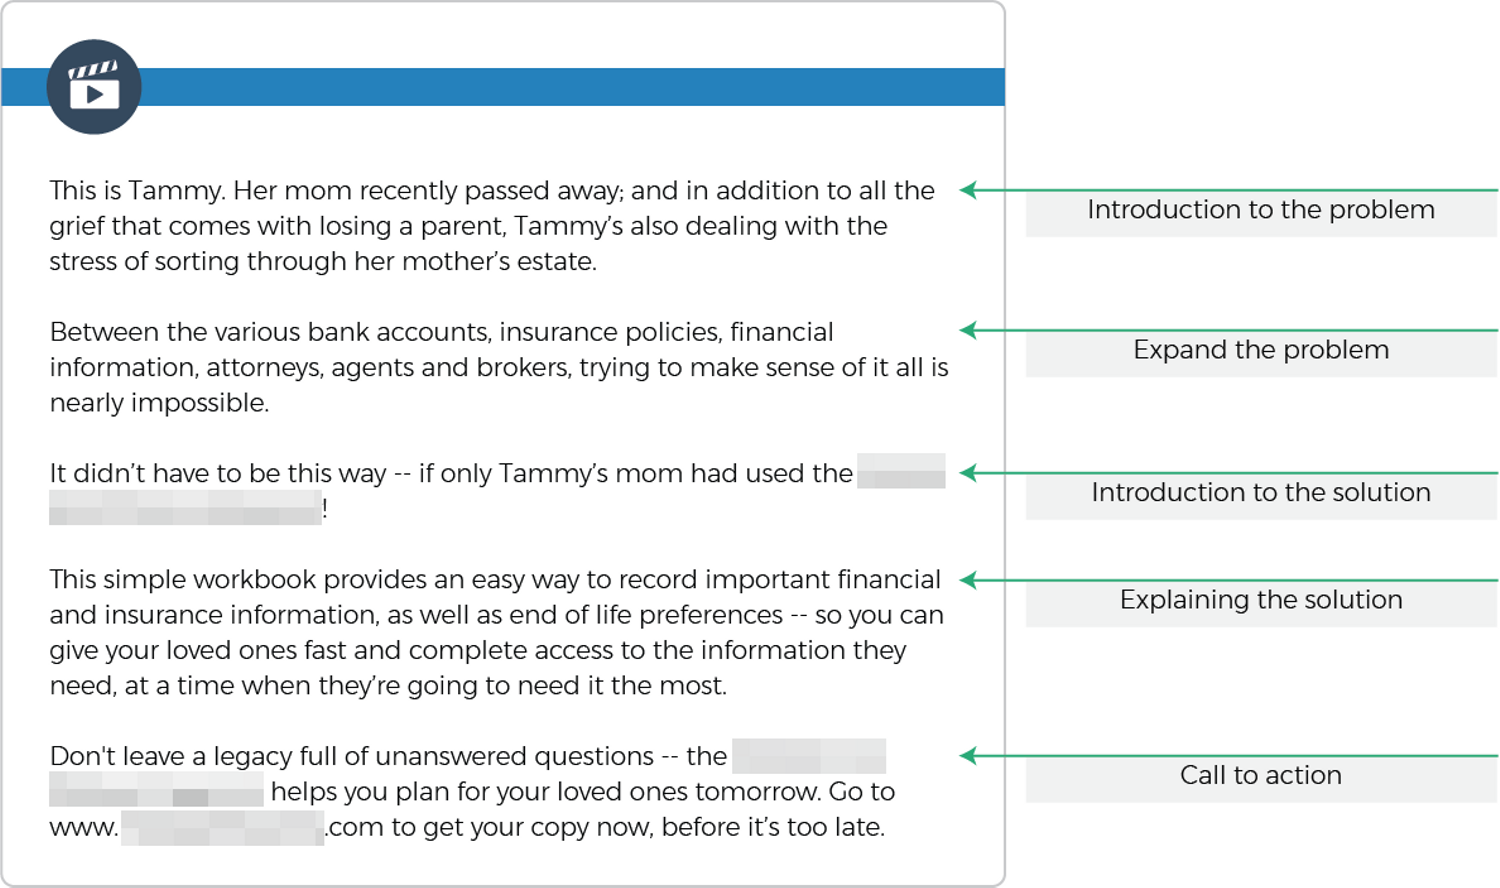 This is Tammy. Her mom recently passed away; and in addition to all the
grief that comes with losing a parent, Tammy’s also dealing with the
stress of sorting through her mother’s estate.
Introduction to the problem
Between the various bank accounts, insurance policies, financial
information, attorneys, agents and brokers, trying to make sense of it all is
nearly impossible.
Expand the problem
It didn’t have to be this way -- if only Tammy’s mom had used the
!
Introduction to the solution
This simple workbook provides an easy way to record important financial
and insurance information, as well as end of life preferences -- so you can
give your loved ones fast and complete access to the information they
need, at a time when they’re going to need it the most.
Explaining the solution
Don't leave a legacy full of unanswered questions -- the
helps you plan for your loved ones tomorrow. Go to
www. .com to get your copy now, before it’s too late.
Call to action